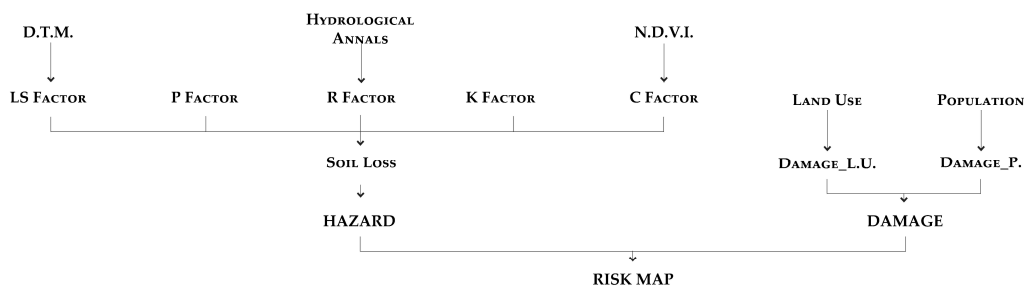 D.T.M.
Hydrological
Annals
N.D.V.I.
LS Factor
P Factor
R Factor
K Factor
C Factor
Land Use
Population
Soil Loss
Damage_L.U.
Damage_P.
HAZARD
DAMAGE
RISK MAP